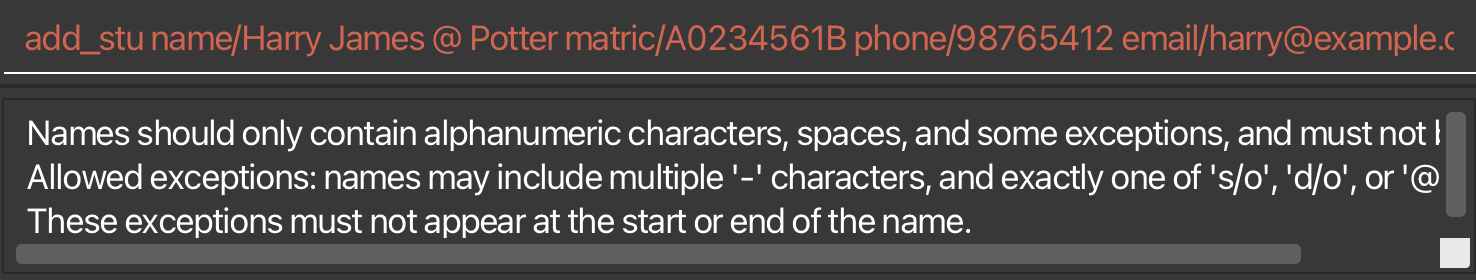 add_stu name/Harry James @ Potter matric/A0234561B phone/98765412 email/harry@example.c
Names should only contain alphanumeric characters, spaces, and some exceptions, and must not
Allowed exceptions: names may include multiple '-' characters, and exactly one of 's/o', 'd/o', or '@
These exceptions must not appear at the start or end of the name.